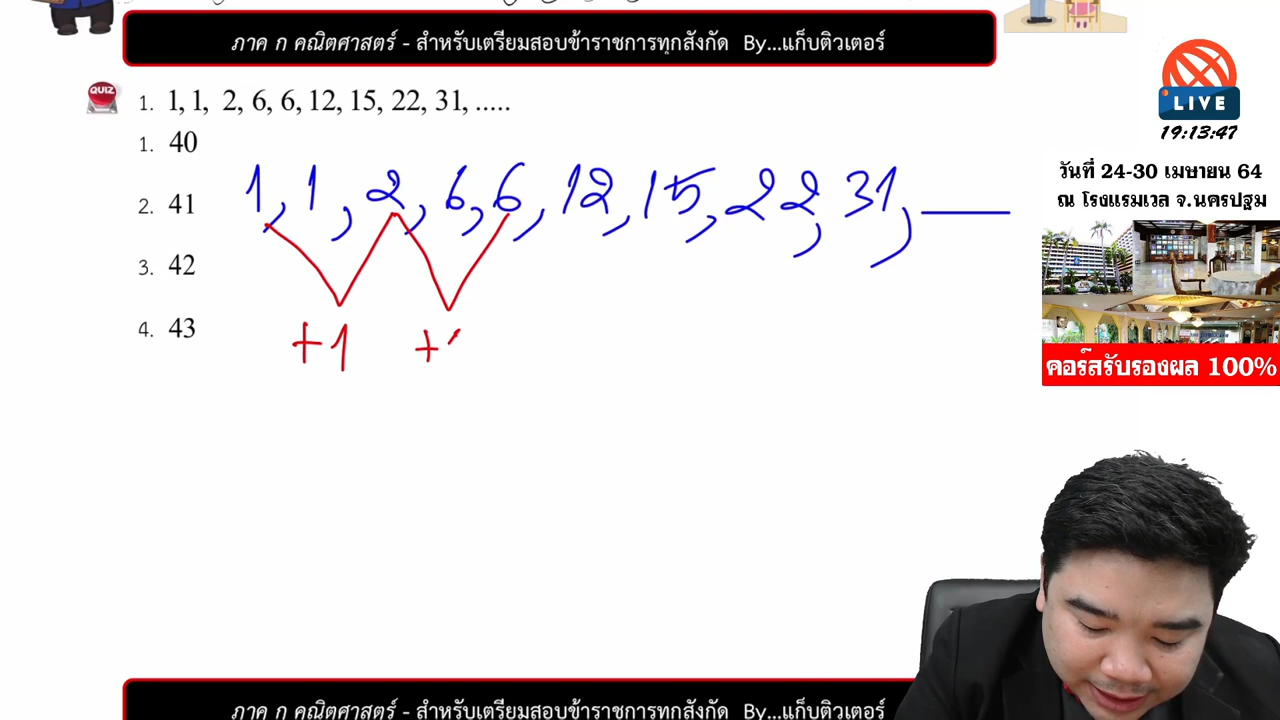 ภาค ก คณิตศาสตร์ - สำหรับเตรียมสอบข้าราชการทุกสังกัด By...แก็บติวเตอร์
QUIZ
1. 1, 1, 2, 6, 6, 12, 15, 22, 31, .....
1. 40
2. 41
3. 42
4. 43
1, 1, 2, 6, 6, 12, 15, 22, 31, ___
+1 +
LIVE
19:13:47
วันที่ 24-30 เมษายน 64
ณ โรงแรมเวล จ.นครปฐม
คอร์สรับรองผล 100%
ภาค ก คณิตศาสตร์ - สำหรับเตรียมสอบข้าราชการทุกสังกัด By...แก็บติวเตอร์